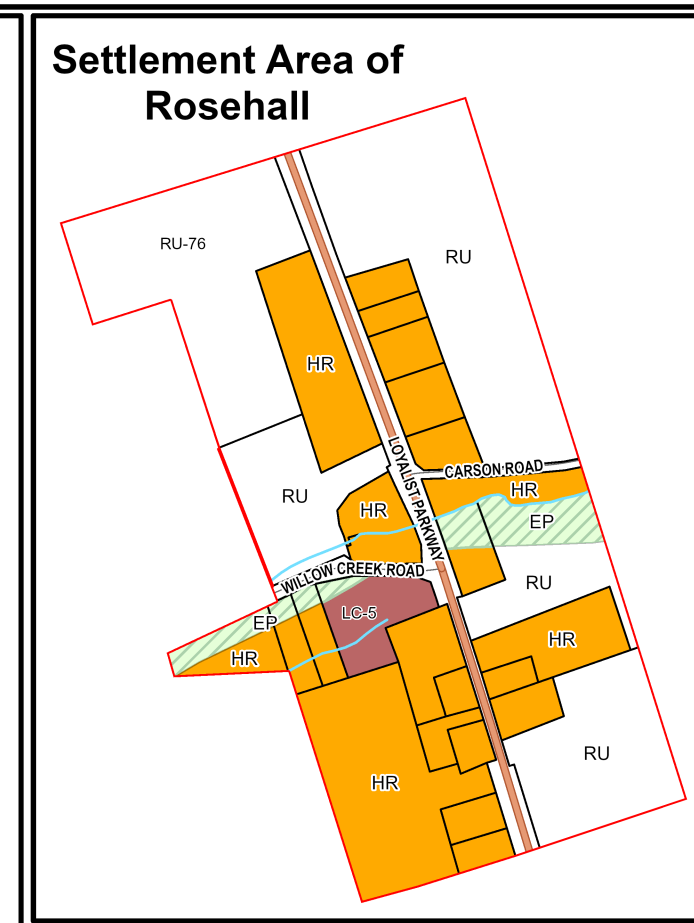 Settlement Area of
Rosehall
RU-76
RU
HR
LOYALIST PARKWAY
CARSON ROAD
RU
HR
HR
EP
WILLOW CREEK ROAD
RU
LC-5
EP
HR
HR
RU
HR